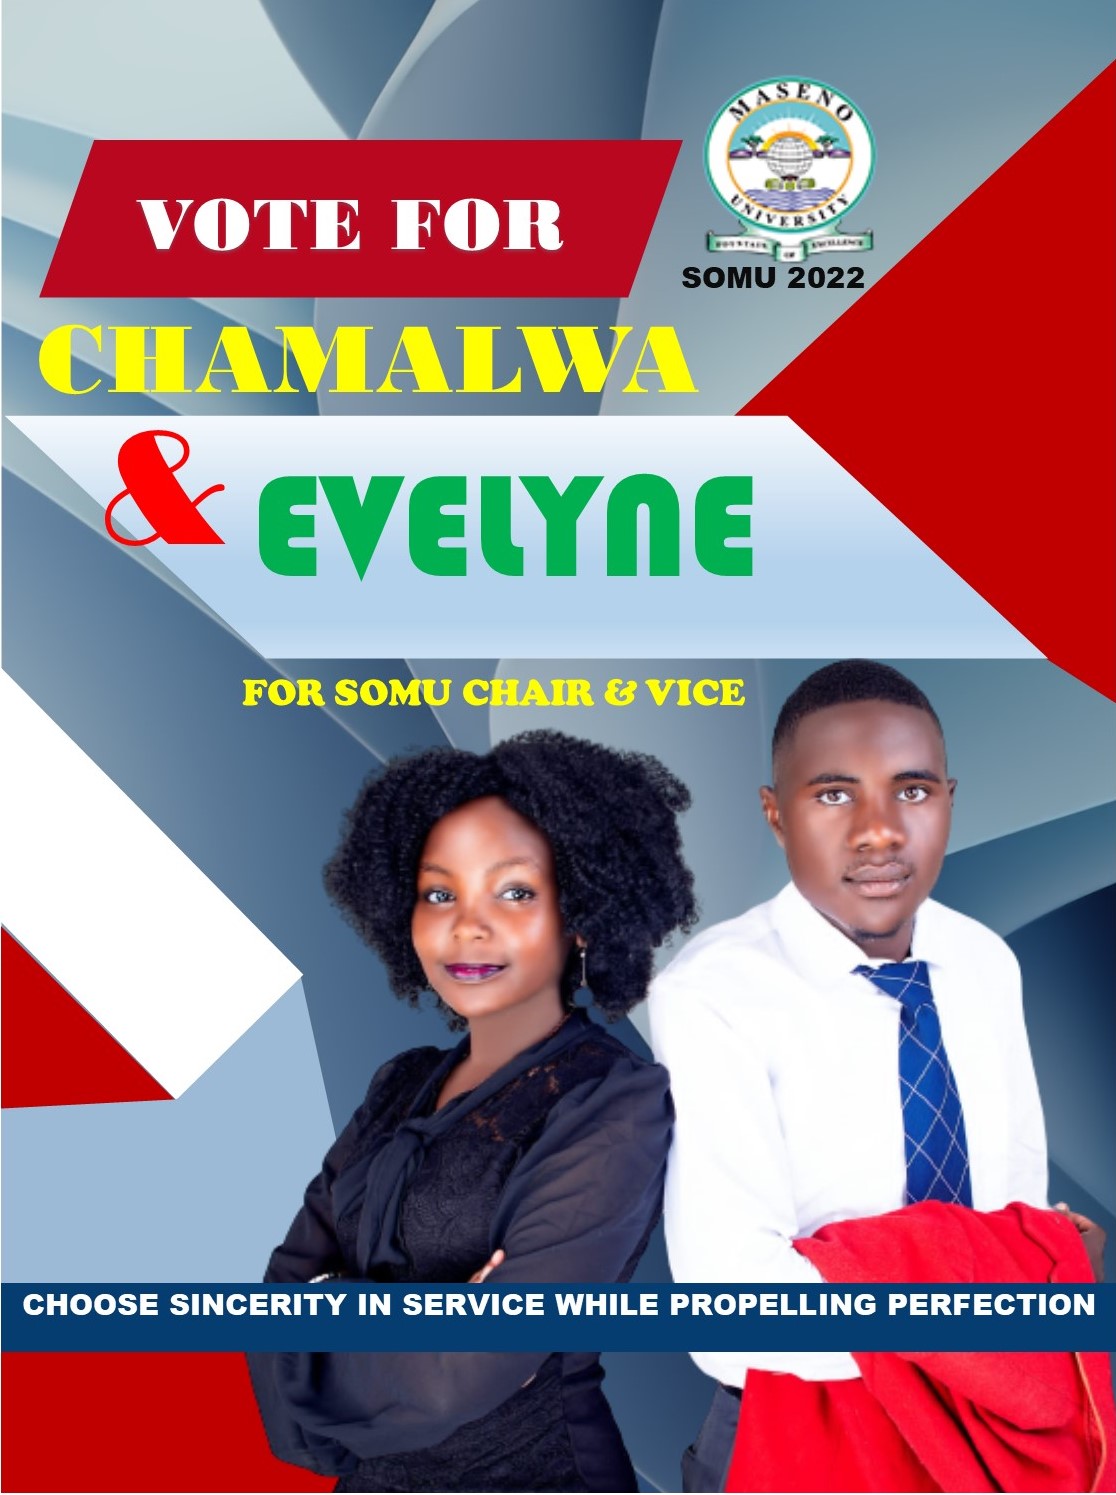 MASENO
UNIVERSITY
FOUNTAIN OF EXCELLENCE
SOMU 2022
VOTE FOR
CHAMALWA
& EVELYNE
FOR SOMU CHAIR & VICE
CHOOSE SINCERITY IN SERVICE WHILE PROPELLING PERFECTION